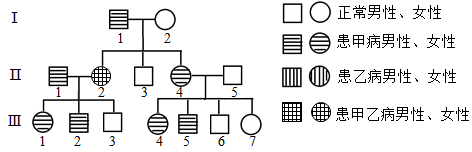 I
1 2
II
1 2 3 4 5
III
1 2 3 4 5 6 7
正常男性、女性
患甲病男性、女性
患乙病男性、女性
患甲乙病男性、女性